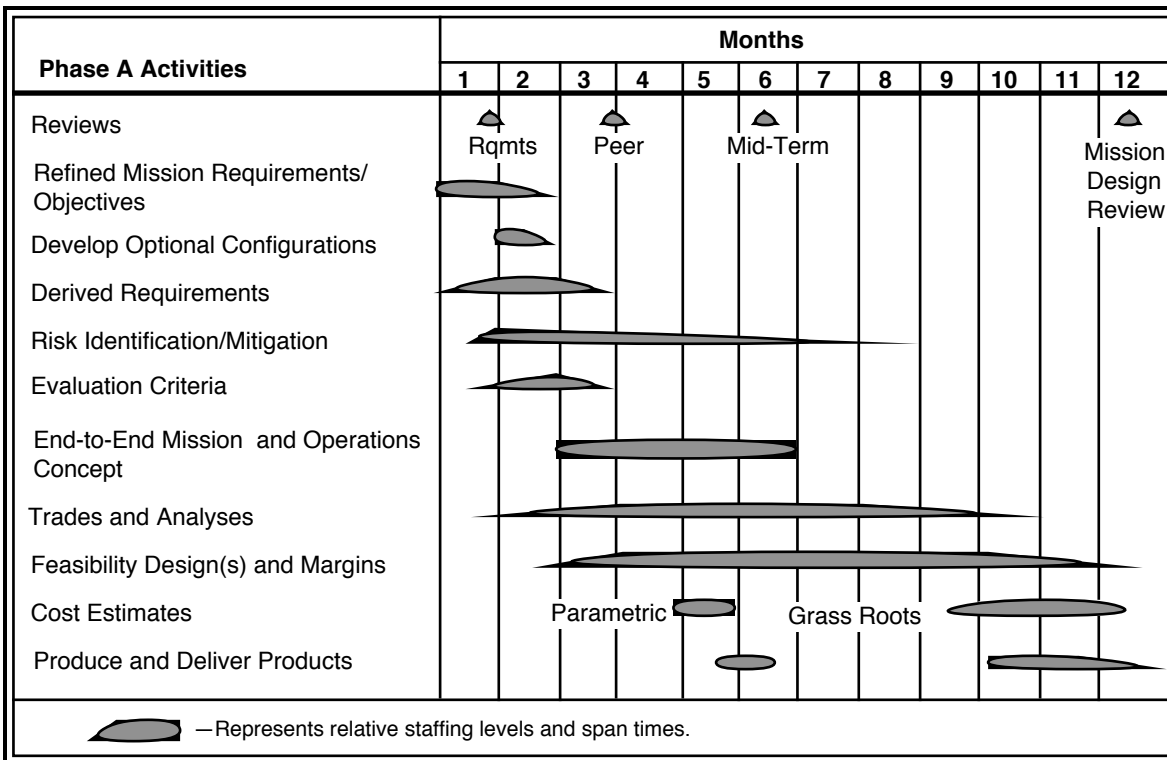 Months
Phase A Activities
1 2 3 4 5 6 7 8 9 10 11 12
Reviews
Rqmts Peer Mid-Term Mission
Design
Review
Refined Mission Requirements/
Objectives
Develop Optional Configurations
Derived Requirements
Risk Identification/Mitigation
Evaluation Criteria
End-to-End Mission and Operations
Concept
Trades and Analyses
Feasibility Design(s) and Margins
Cost Estimates Parametric Grass Roots
Produce and Deliver Products
—Represents relative staffing levels and span times.